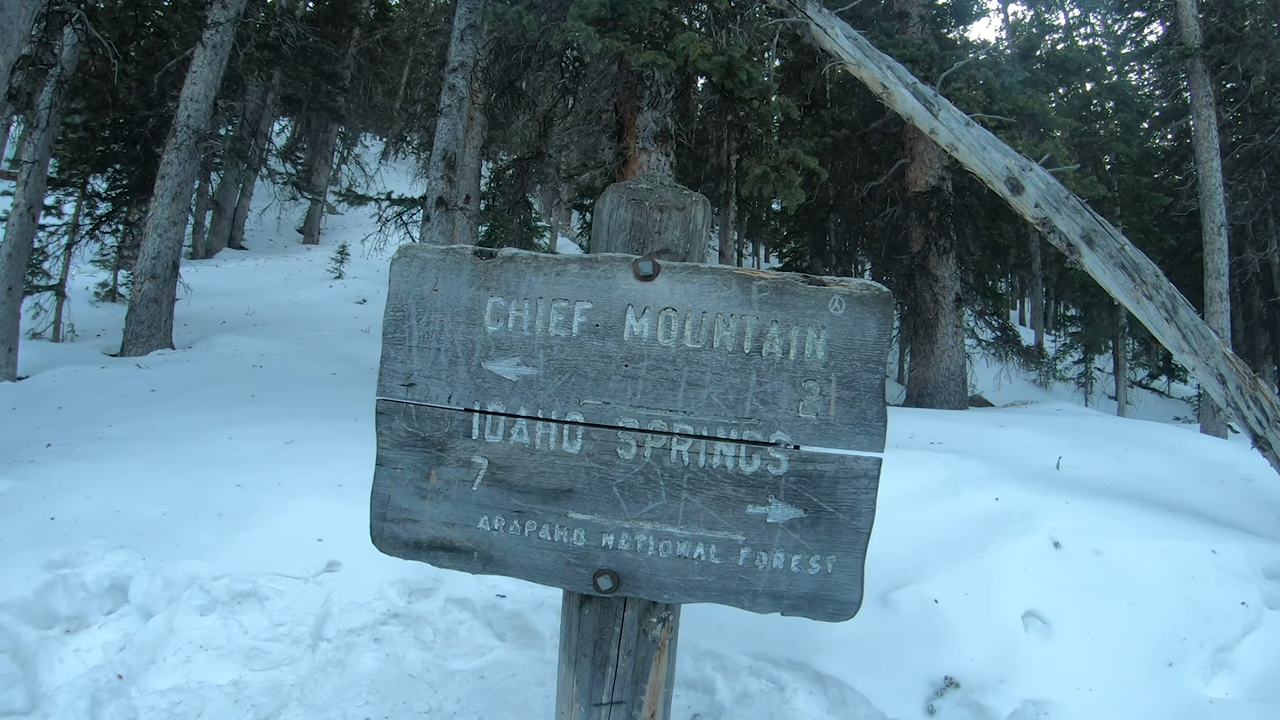 CHIEF MOUNTAIN
2
IDAHO SPRINGS
7
ARAPAHO NATIONAL FOREST